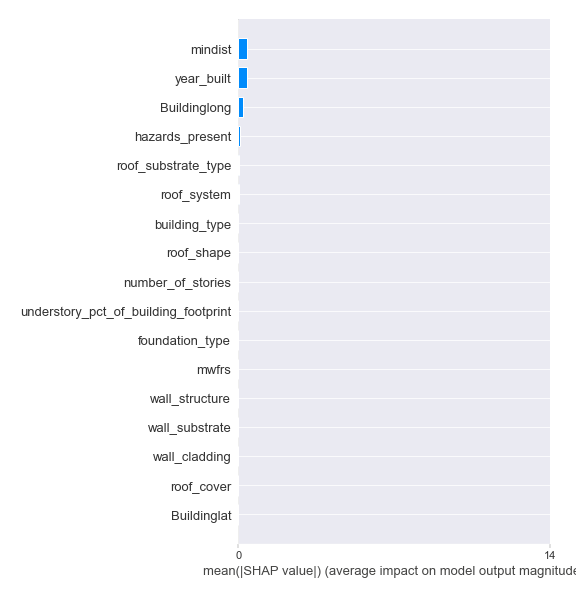 mindist
year_built
Buildinglong
hazards_present
roof_substrate_type
roof_system
building_type
roof_shape
number_of_stories
understory_pct_of_building_footprint
foundation_type
mwfrs
wall_structure
wall_substrate
wall_cladding
roof_cover
Buildinglat
0 14
mean(|SHAP value|) (average impact on model output magnitude